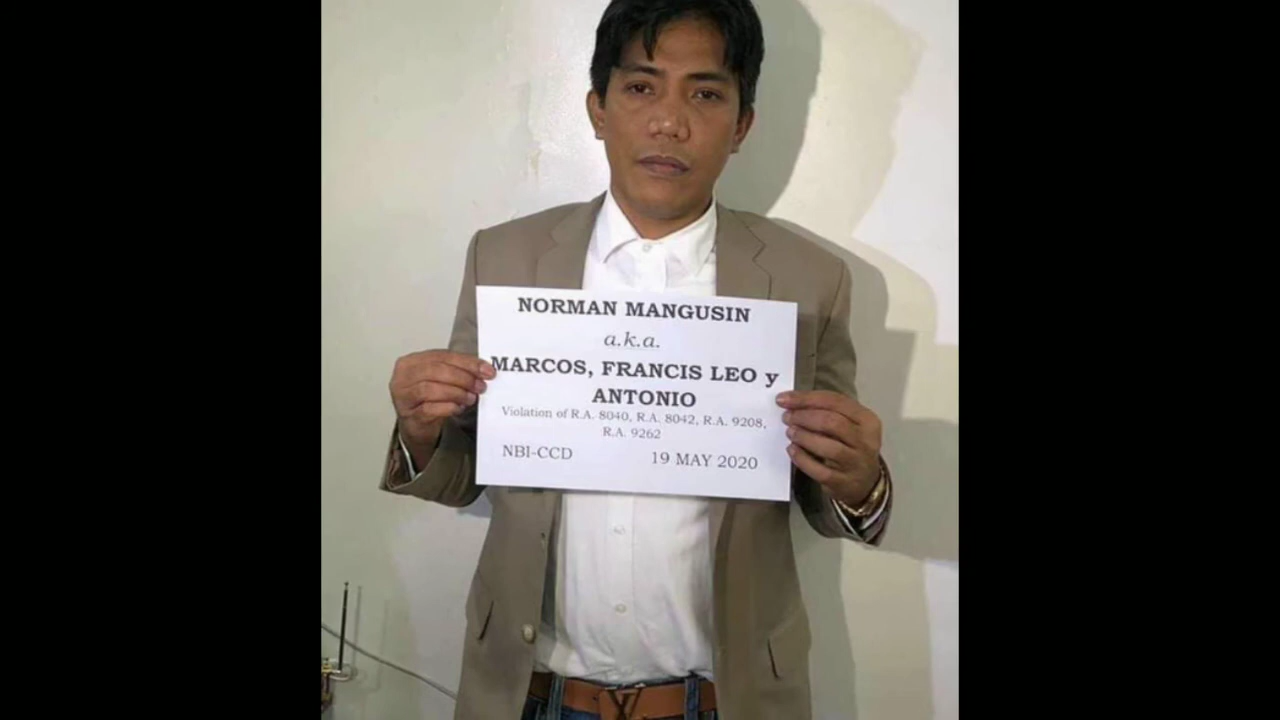 NORMAN MANGUSIN
a.k.a.
MARCOS, FRANCIS LEO y
ANTONIO
Violation of R.A. 8040, R.A. 8042, R.A. 9208,
R.A. 9262
NBI-CCD 19 MAY 2020